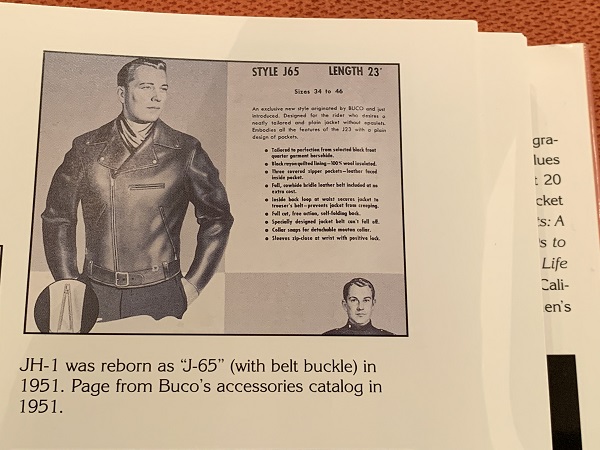 STYLE J65 LENGTH 23"
Sizes 34 to 46
An exclusive new style originated by BUCO and just
introduced. Designed for the rider who desires a
neatly tailored and plain jacket without epaulets.
Embodies all the features of the J23 with a plain
design of pockets.
● Tailored to perfection from selected black front
quarter garment horsehide.
● Black rayon quilted lining—100% wool insulated.
● Three covered zipper pockets—leather faced
inside pocket.
● Full, cowhide bridle leather belt included at no
extra cost.
● Inside back loop at waist secures jacket to
trouser's belt—prevents jacket from creeping.
● Full cut, free action, self-folding back.
● Specially designed jacket belt can't fall off.
● Collar snaps for detachable mouton collar.
● Sleeves zip-close at wrist with positive lock.
JH-1 was reborn as “J-65” (with belt buckle) in
1951. Page from Buco's accessories catalog in
1951.
gra-
lues
t 20
cket
ts: A
s to
Life
Cali-
en's